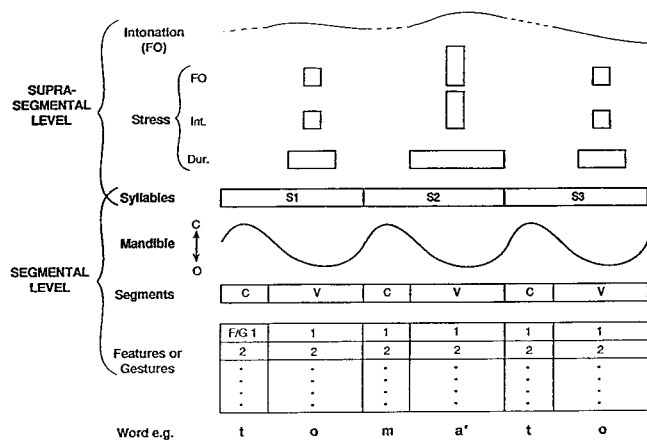 Intonation
(FO)
FO
SUPRA-
SEGMENTAL
LEVEL
Stress
Int.
Dur.
Syllables S1 S2 S3
C
Mandible
O
SEGMENTAL
LEVEL
Segments C V C V C V
F/G 1 1 1 1 1 1
Features or
Gestures
2 2 2 2 2 2
Word e.g. t o m a' t o